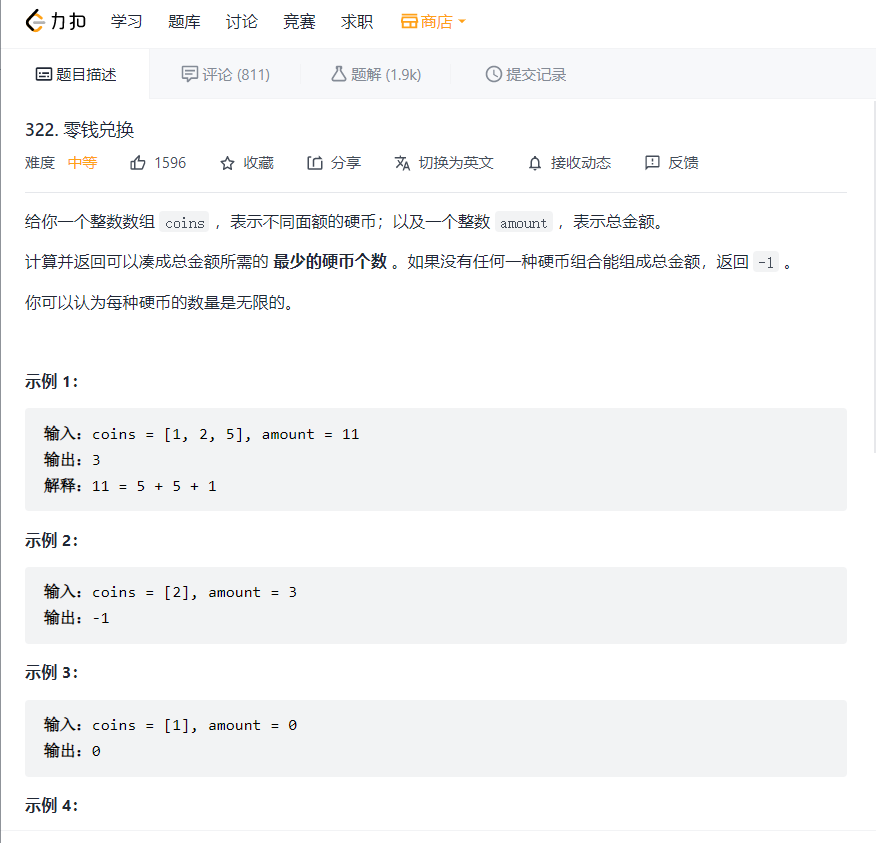 力扣 学习 题库 讨论 竞赛 求职 商店
题目描述 评论 (811) 题解 (1.9k) 提交记录
322. 零钱兑换
难度 中等 1596 收藏 分享 切换为英文 接收动态 反馈
给你一个整数数组 coins ，表示不同面额的硬币；以及一个整数 amount ，表示总金额。
计算并返回可以凑成总金额所需的 最少的硬币个数 。如果没有任何一种硬币组合能组成总金额，返回 -1 。
你可以认为每种硬币的数量是无限的。
示例 1：
输入：coins = [1, 2, 5], amount = 11
输出：3
解释：11 = 5 + 5 + 1
示例 2：
输入：coins = [2], amount = 3
输出：-1
示例 3：
输入：coins = [1], amount = 0
输出：0
示例 4：